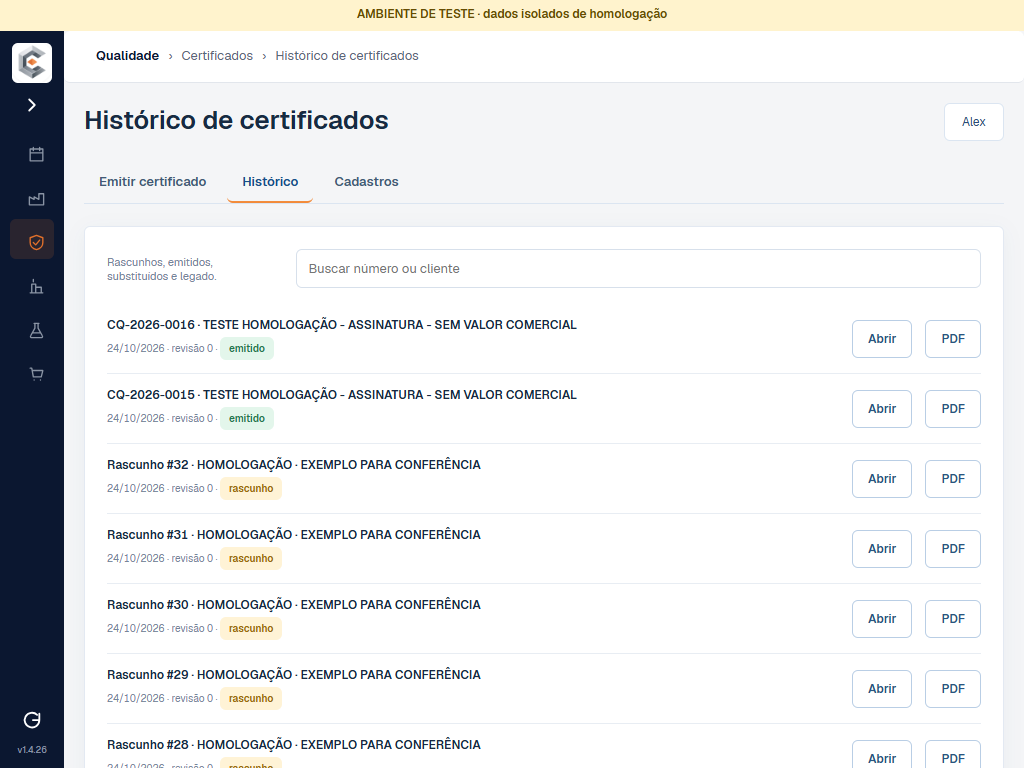 AMBIENTE DE TESTE · dados isolados de homologação
Qualidade › Certificados › Histórico de certificados
Histórico de certificados
Alex
Emitir certificado
Histórico
Cadastros
Rascunhos, emitidos,
substituídos e legado.
Buscar número ou cliente
CQ-2026-0016 · TESTE HOMOLOGAÇÃO - ASSINATURA - SEM VALOR COMERCIAL
24/10/2026 · revisão 0 · emitido
Abrir
PDF
CQ-2026-0015 · TESTE HOMOLOGAÇÃO - ASSINATURA - SEM VALOR COMERCIAL
24/10/2026 · revisão 0 · emitido
Abrir
PDF
Rascunho #32 · HOMOLOGAÇÃO · EXEMPLO PARA CONFERÊNCIA
24/10/2026 · revisão 0 · rascunho
Abrir
PDF
Rascunho #31 · HOMOLOGAÇÃO · EXEMPLO PARA CONFERÊNCIA
24/10/2026 · revisão 0 · rascunho
Abrir
PDF
Rascunho #30 · HOMOLOGAÇÃO · EXEMPLO PARA CONFERÊNCIA
24/10/2026 · revisão 0 · rascunho
Abrir
PDF
Rascunho #29 · HOMOLOGAÇÃO · EXEMPLO PARA CONFERÊNCIA
24/10/2026 · revisão 0 · rascunho
Abrir
PDF
Rascunho #28 · HOMOLOGAÇÃO · EXEMPLO PARA CONFERÊNCIA
24/10/2026 · revisão 0 · rascunho
Abrir
PDF
v1.4.26